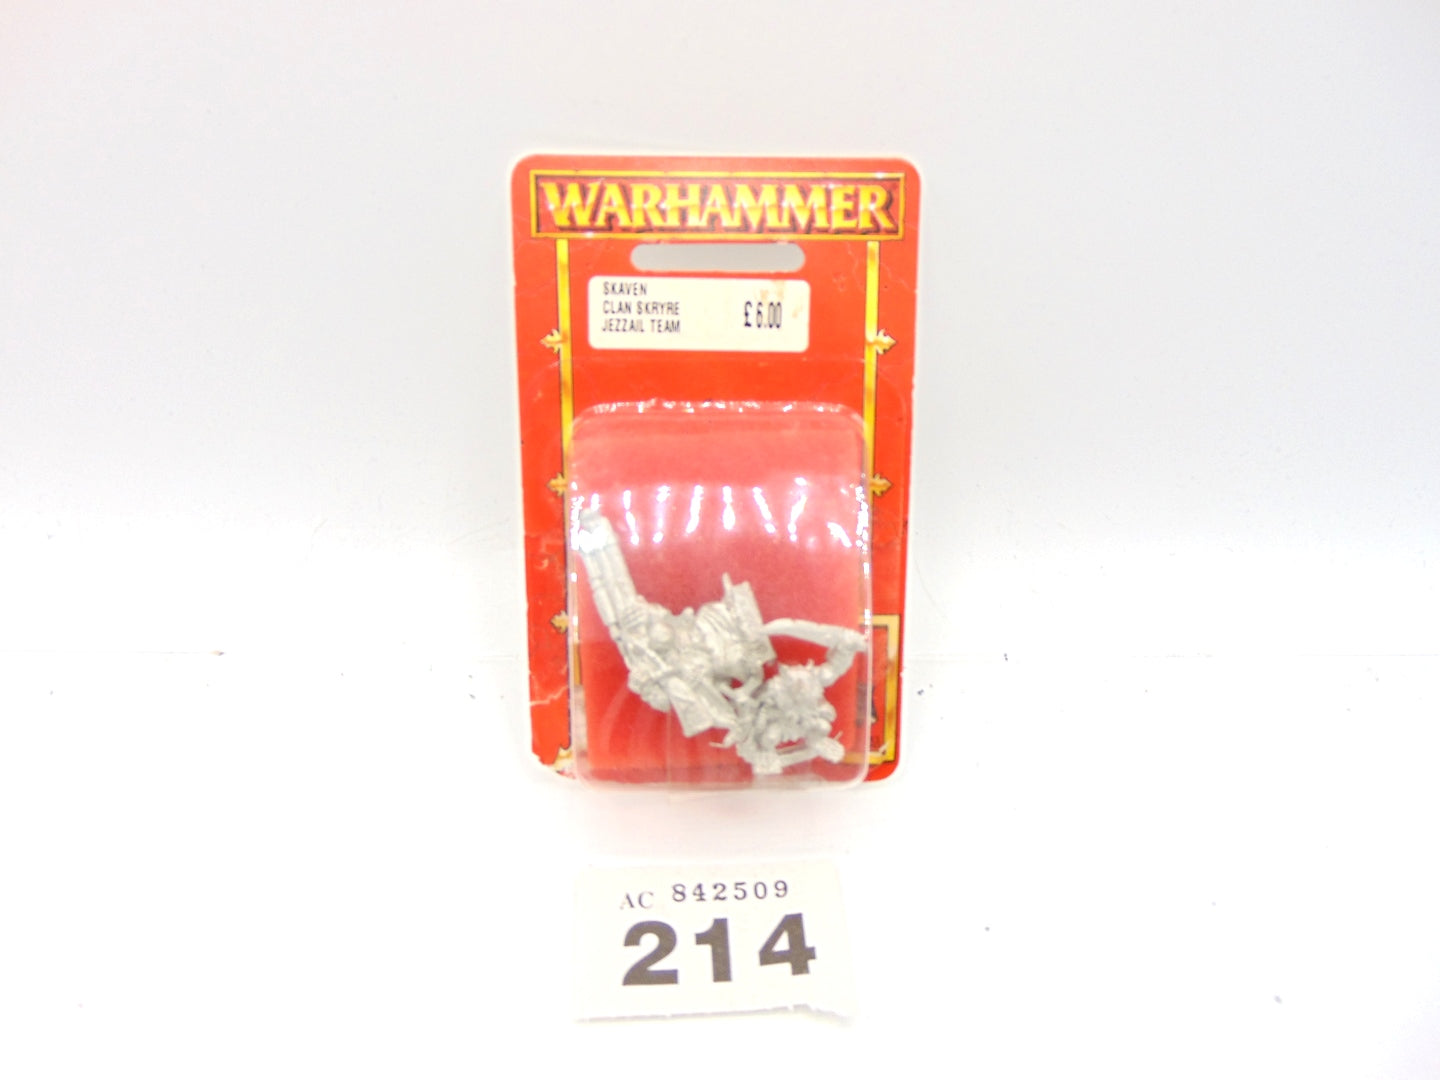 WARHAMMER
SKAVEN
CLAN SKRYRE
JEZZAIL TEAM
£6.00
AC 842509
214